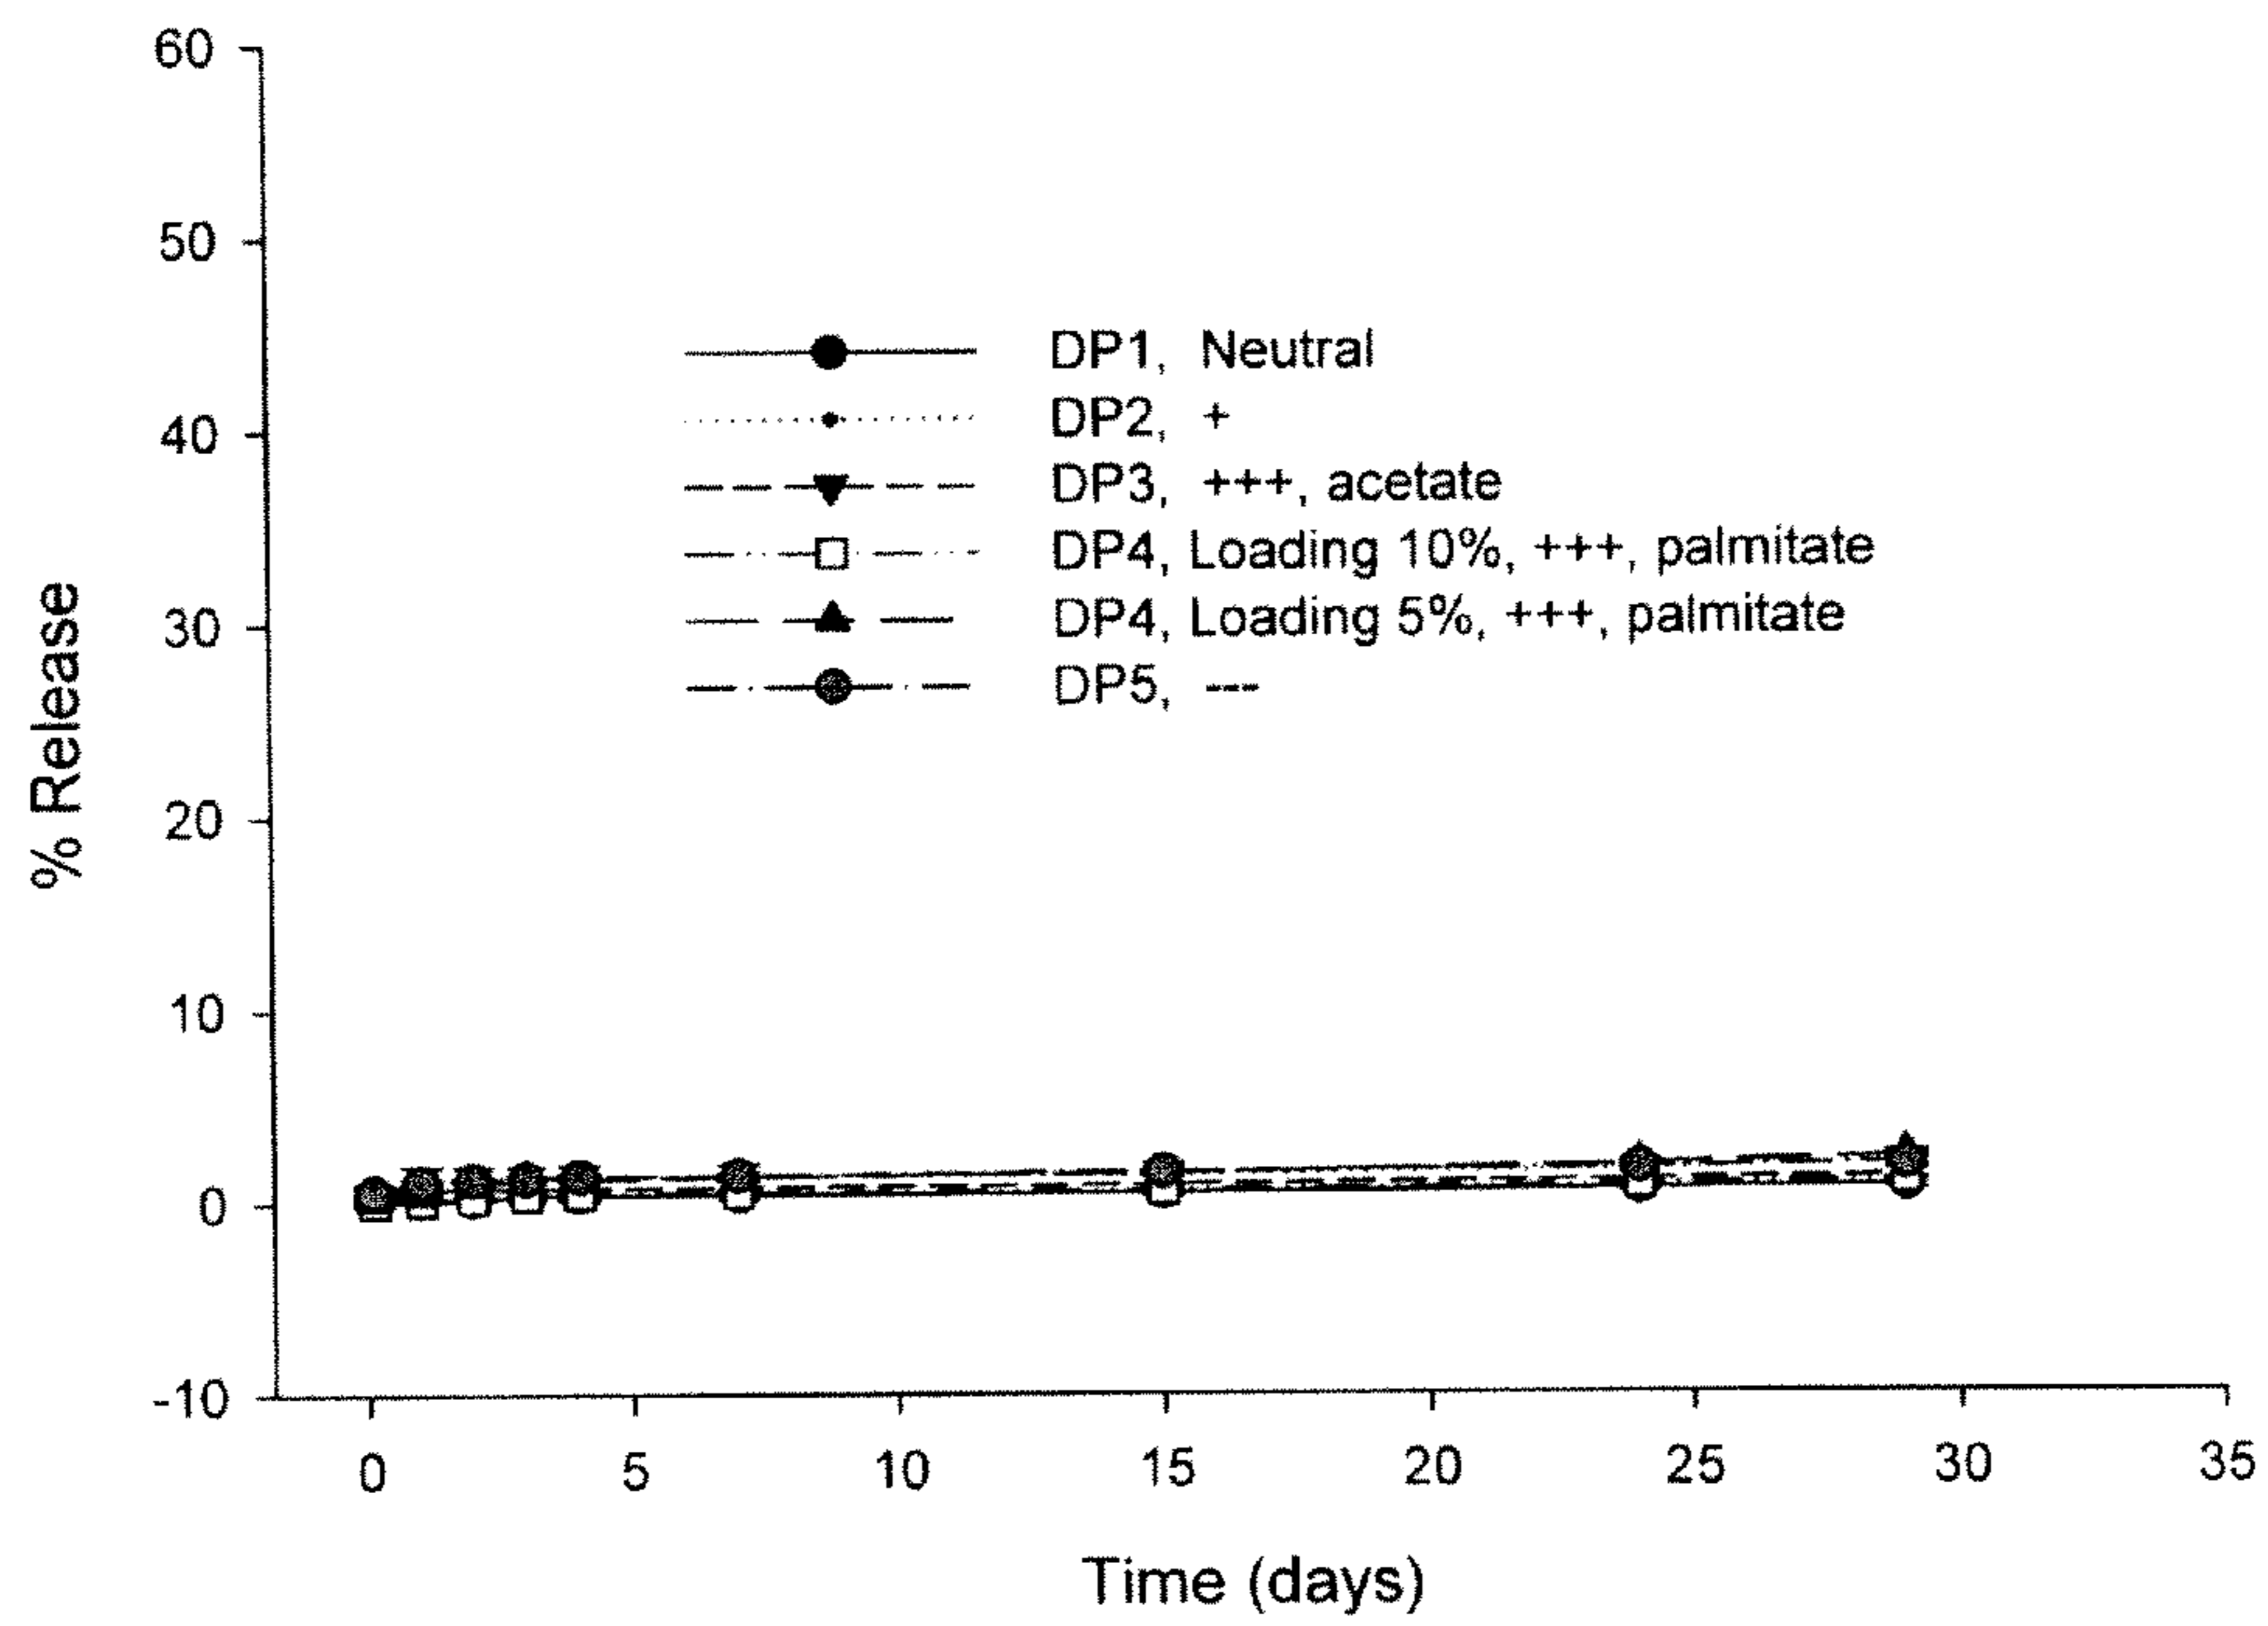 60
50
40
30
20
10
0
-10
% Release
DP1, Neutral
DP2, +
DP3, +++, acetate
DP4, Loading 10%, +++, palmitate
DP4, Loading 5%, +++, palmitate
DP5, ---
0 5 10 15 20 25 30 35
Time (days)